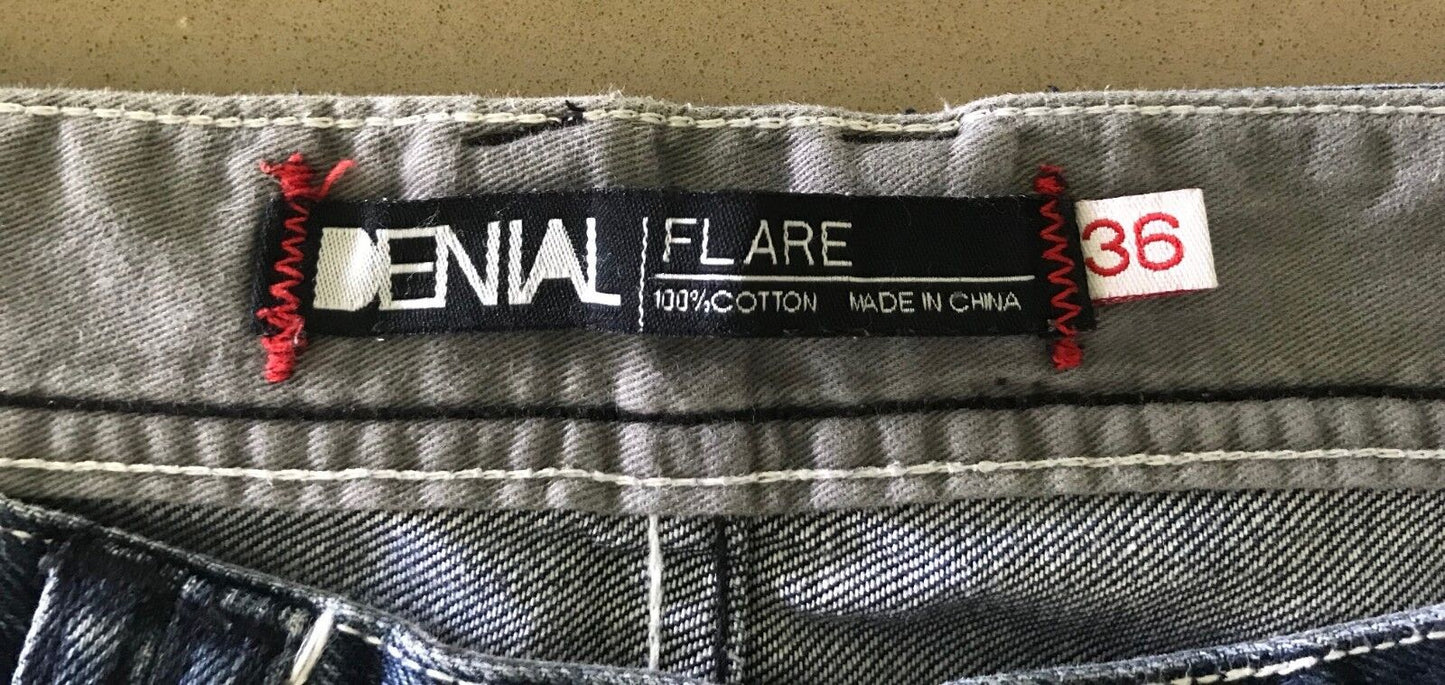 DENIAL
FLARE
100% COTTON MADE IN CHINA
36